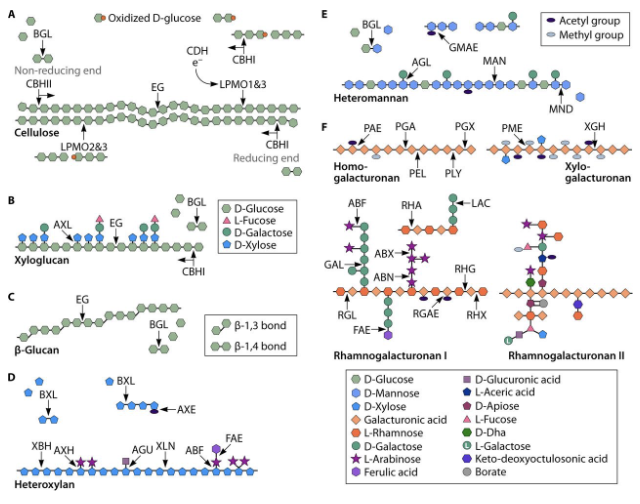 A
Oxidized D-glucose
BGL
Non-reducing end
CBHII
CDH
e⁻
CBHI
LPMO1&3
EG
Cellulose
LPMO2&3
CBHI
Reducing end
B
D-Glucose
L-Fucose
D-Galactose
D-Xylose
BGL
AXL
EG
Xyloglucan
CBHI
C
EG
BGL
β-Glucan
β-1,3 bond
β-1,4 bond
D
BXL
BXL
AXE
XBH
AXH
AGU
XLN
ABF
FAE
Heteroxylan
E
BGL
GMAE
Acetyl group
Methyl group
AGL
MAN
Heteromannan
MND
F
PAE
PGA
PGX
PME
XGH
Homo-
galacturonan
PEL
PLY
Xylo-
galacturonan
ABF
RHA
LAC
GAL
ABX
ABN
RHG
RGL
RGAE
RHX
FAE
Rhamnogalacturonan I
Rhamnogalacturonan II
L
D-Glucose
D-Mannose
D-Xylose
Galacturonic acid
L-Rhamnose
D-Galactose
L-Arabinose
Ferulic acid
D-Glucuronic acid
L-Aceric acid
D-Apiose
L-Fucose
D-Dha
L L-Galactose
Keto-deoxyoctulosonic acid
Borate